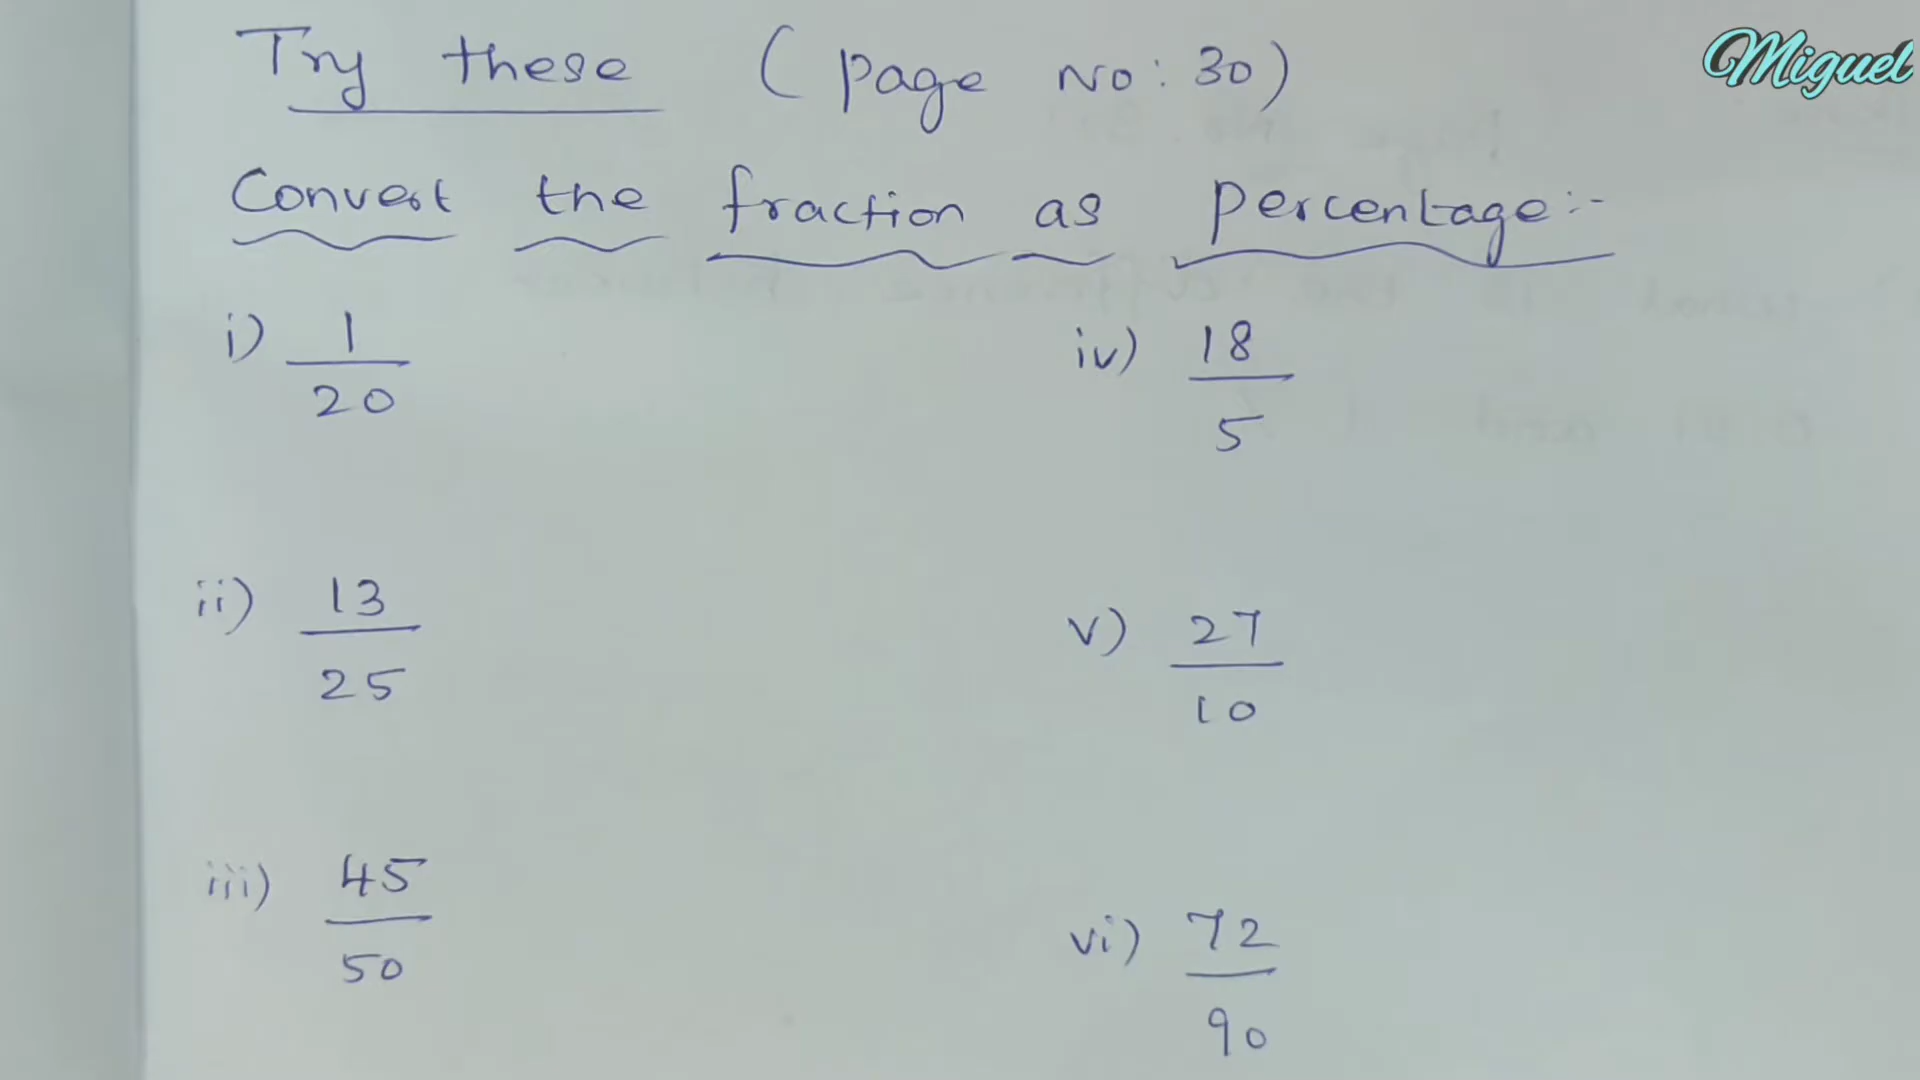 Try these (page No: 30)
Miguel
Convert the fraction as percentage:-
i) 1/20
iv) 18/5
ii) 13/25
v) 27/10
iii) 45/50
vi) 72/90